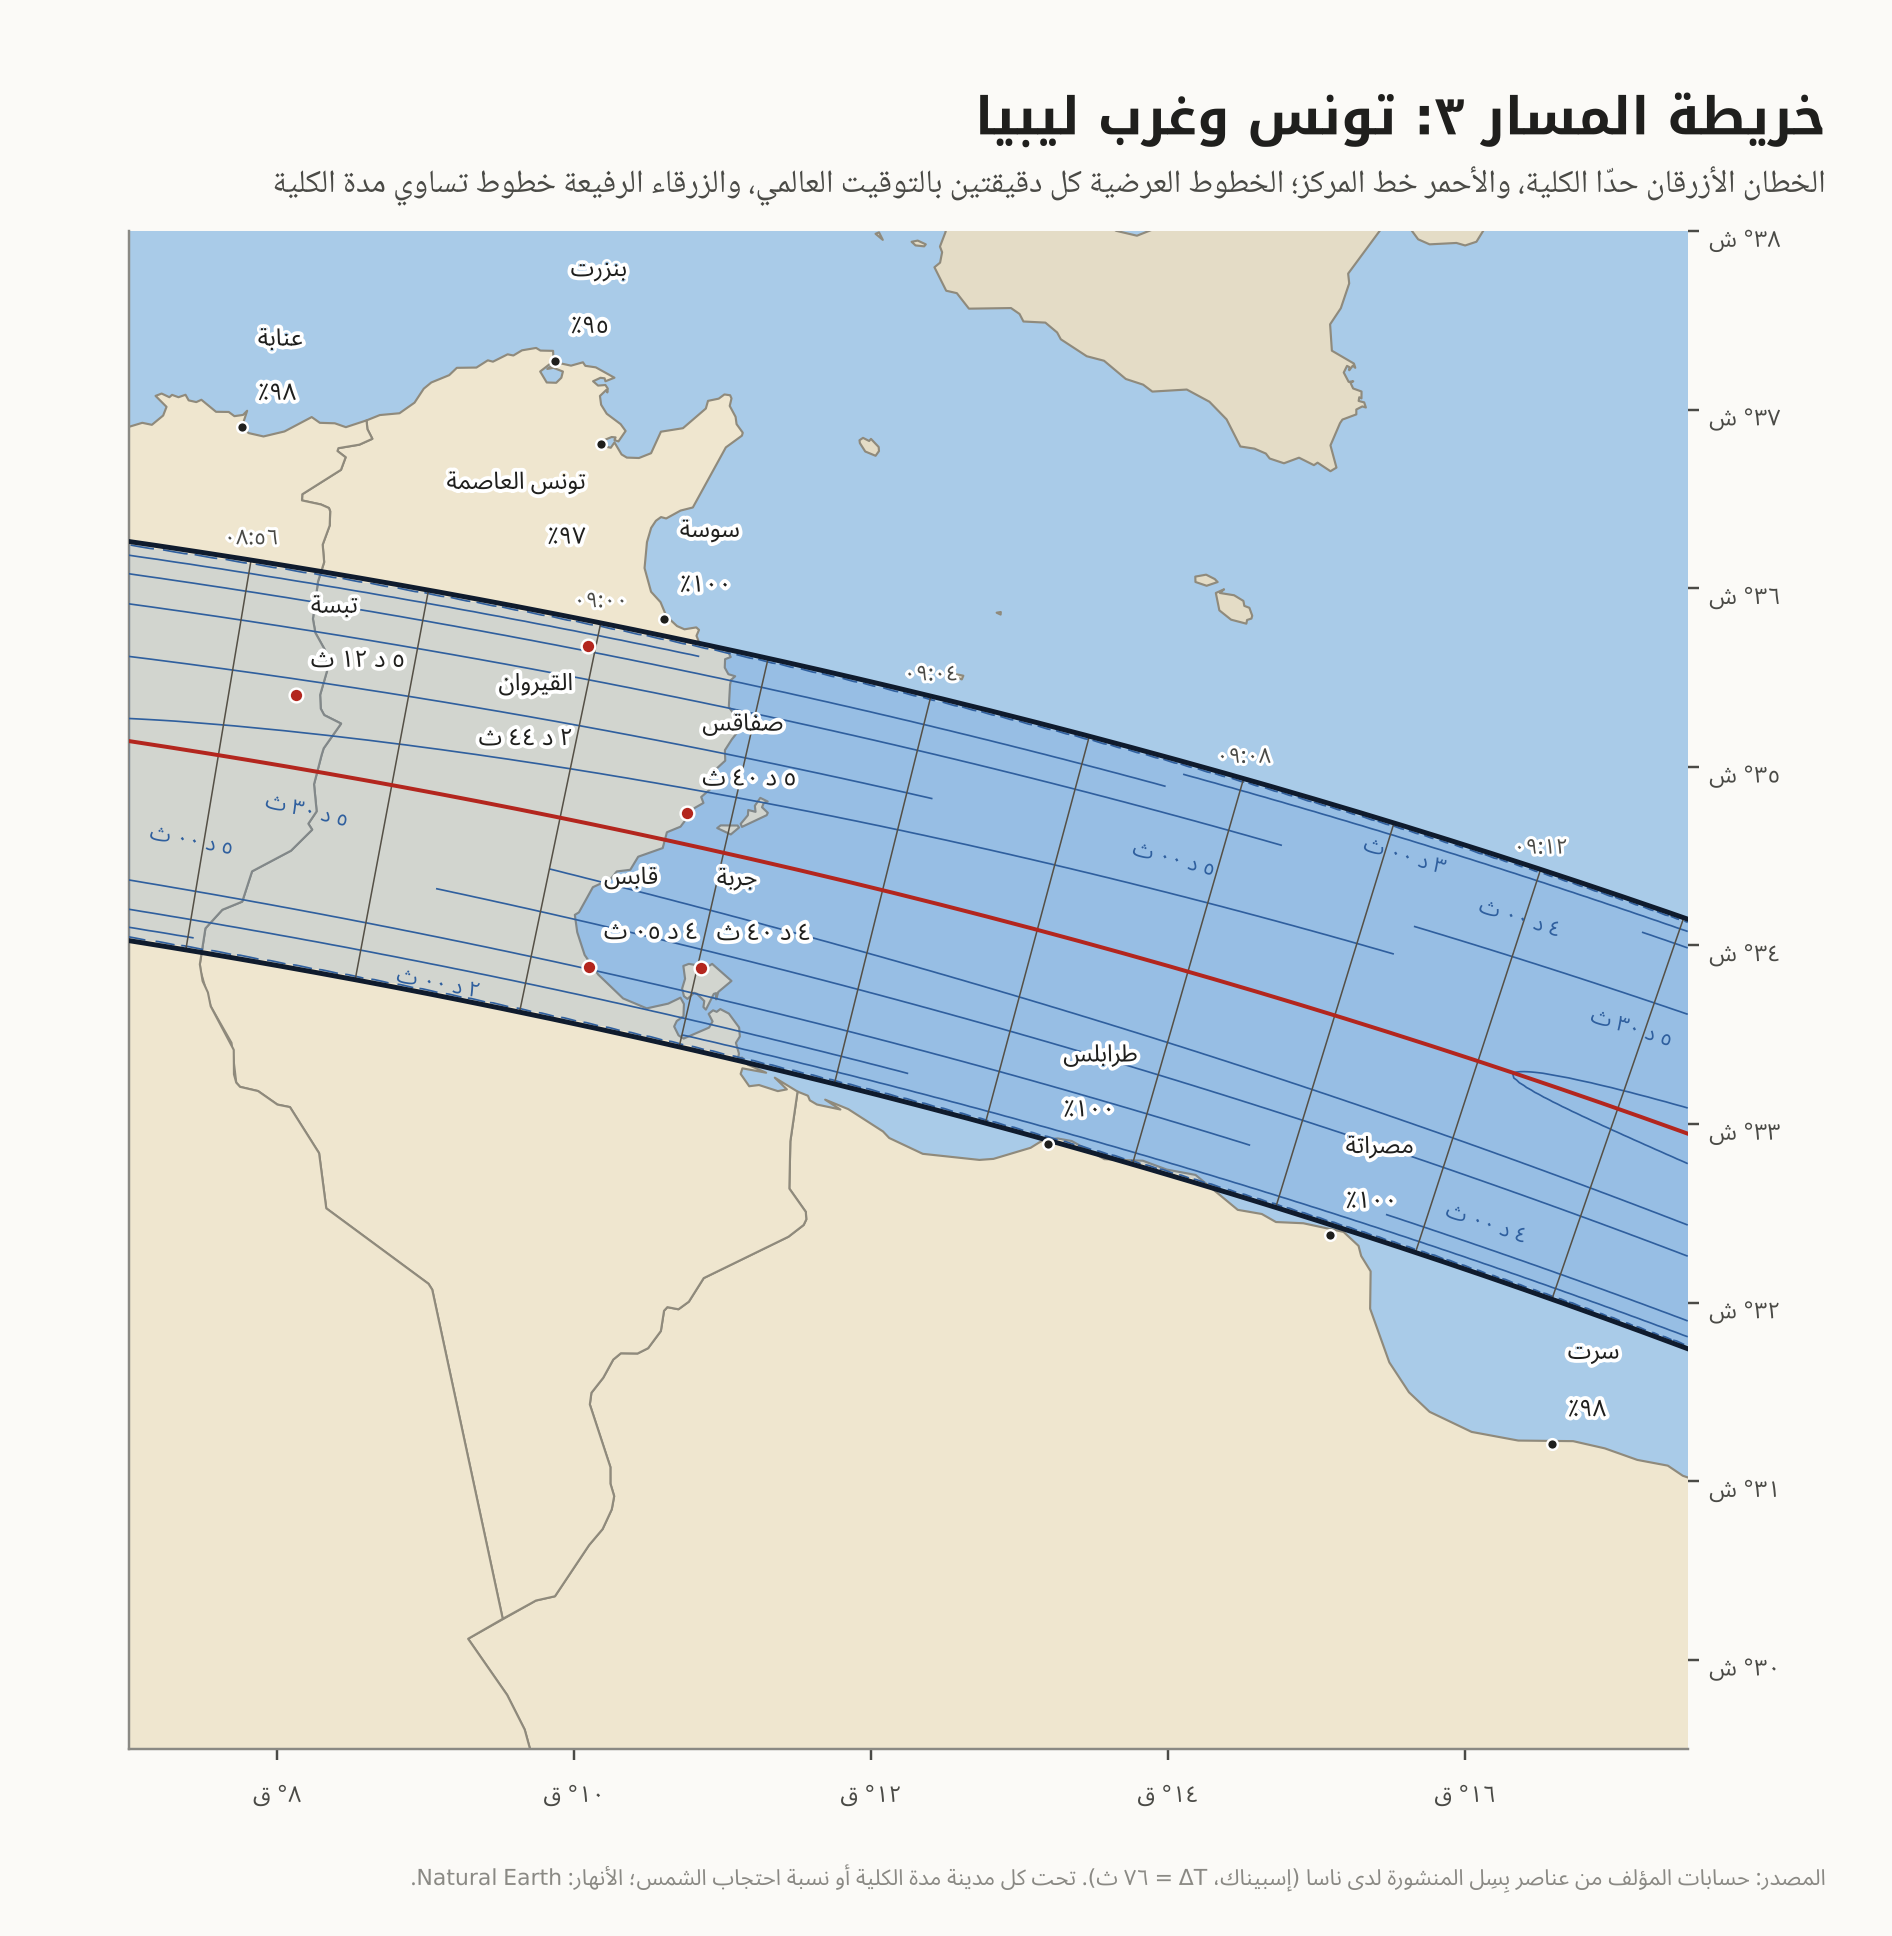 خريطة المسار ٣: تونس وغرب ليبيا
الخطان الأزرقان حدّا الكلية، والأحمر خط المركز؛ الخطوط العرضية كل دقيقتين بالتوقيت العالمي، والزرقاء الرفيعة خطوط تساوي مدة الكلية
٣٨° ش
٣٧° ش
٣٦° ش
٣٥° ش
٣٤° ش
٣٣° ش
٣٢° ش
٣١° ش
٣٠° ش
بنزرت
٩٥٪
عنابة
٩٨٪
تونس العاصمة
٩٧٪
سوسة
١٠٠٪
٠٨:٥٦
٠٩:٠٠
٠٩:٠٤
٠٩:٠٨
٠٩:١٢
تبسة
٥ د ١٢ ث
القيروان
٢ د ٤٤ ث
صفاقس
٥ د ٤٠ ث
قابس
٤ د ٠٥ ث
جربة
٤ د ٤٠ ث
٥ د ٣٠ ث
٥ د ٠٠ ث
٢ د ٠٠ ث
٥ د ٠٠ ث
٣ د ٠٠ ث
٤ د ٠٠ ث
٥ د ٣٠ ث
٤ د ٠٠ ث
طرابلس
١٠٠٪
مصراتة
١٠٠٪
سرت
٩٨٪
٨° ق
١٠° ق
١٢° ق
١٤° ق
١٦° ق
المصدر: حسابات المؤلف من عناصر بِسِل المنشورة لدى ناسا (إسبيناك، ΔT = ٧٦ ث). تحت كل مدينة مدة الكلية أو نسبة احتجاب الشمس؛ الأنهار: Natural Earth.